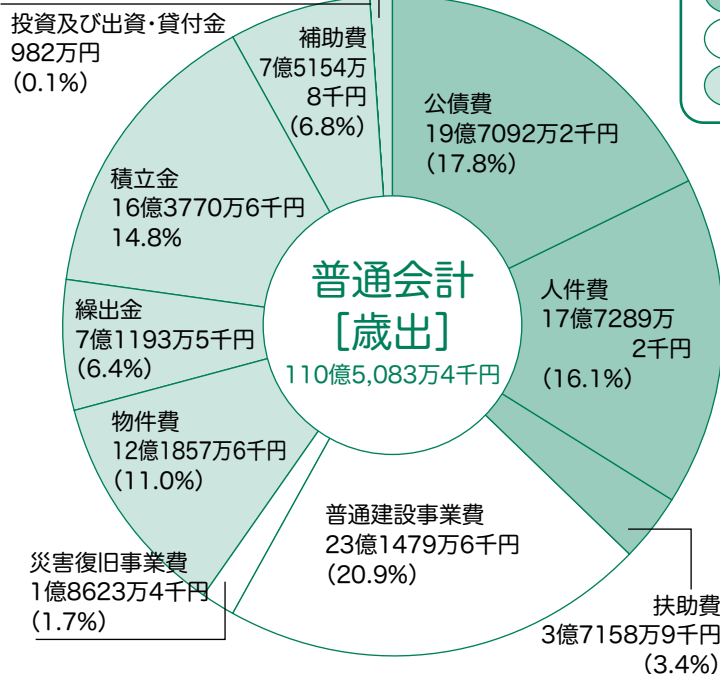 投資及び出資・貸付金
982万円
(0.1%)
補助費
7億5154万
8千円
(6.8%)
公債費
19億7092万2千円
(17.8%)
積立金
16億3770万6千円
14.8%
人件費
17億7289万
2千円
(16.1%)
普通会計
[歳出]
110億5,083万4千円
繰出金
7億1193万5千円
(6.4%)
物件費
12億1857万6千円
(11.0%)
普通建設事業費
23億1479万6千円
(20.9%)
災害復旧事業費
1億8623万4千円
(1.7%)
扶助費
3億7158万9千円
(3.4%)